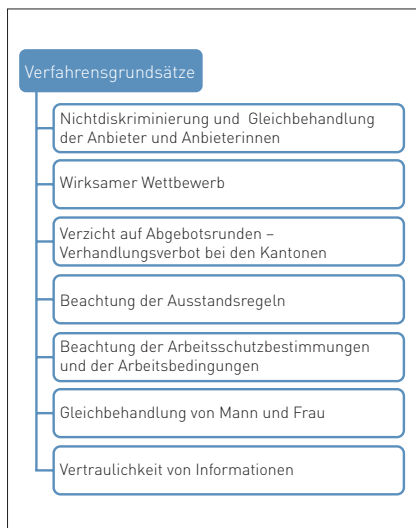 Verfahrensgrundsätze
Nichtdiskriminierung und Gleichbehandlung
der Anbieter und Anbieterinnen
Wirksamer Wettbewerb
Verzicht auf Abgebotsrunden –
Verhandlungsverbot bei den Kantonen
Beachtung der Ausstandsregeln
Beachtung der Arbeitsschutzbestimmungen
und der Arbeitsbedingungen
Gleichbehandlung von Mann und Frau
Vertraulichkeit von Informationen